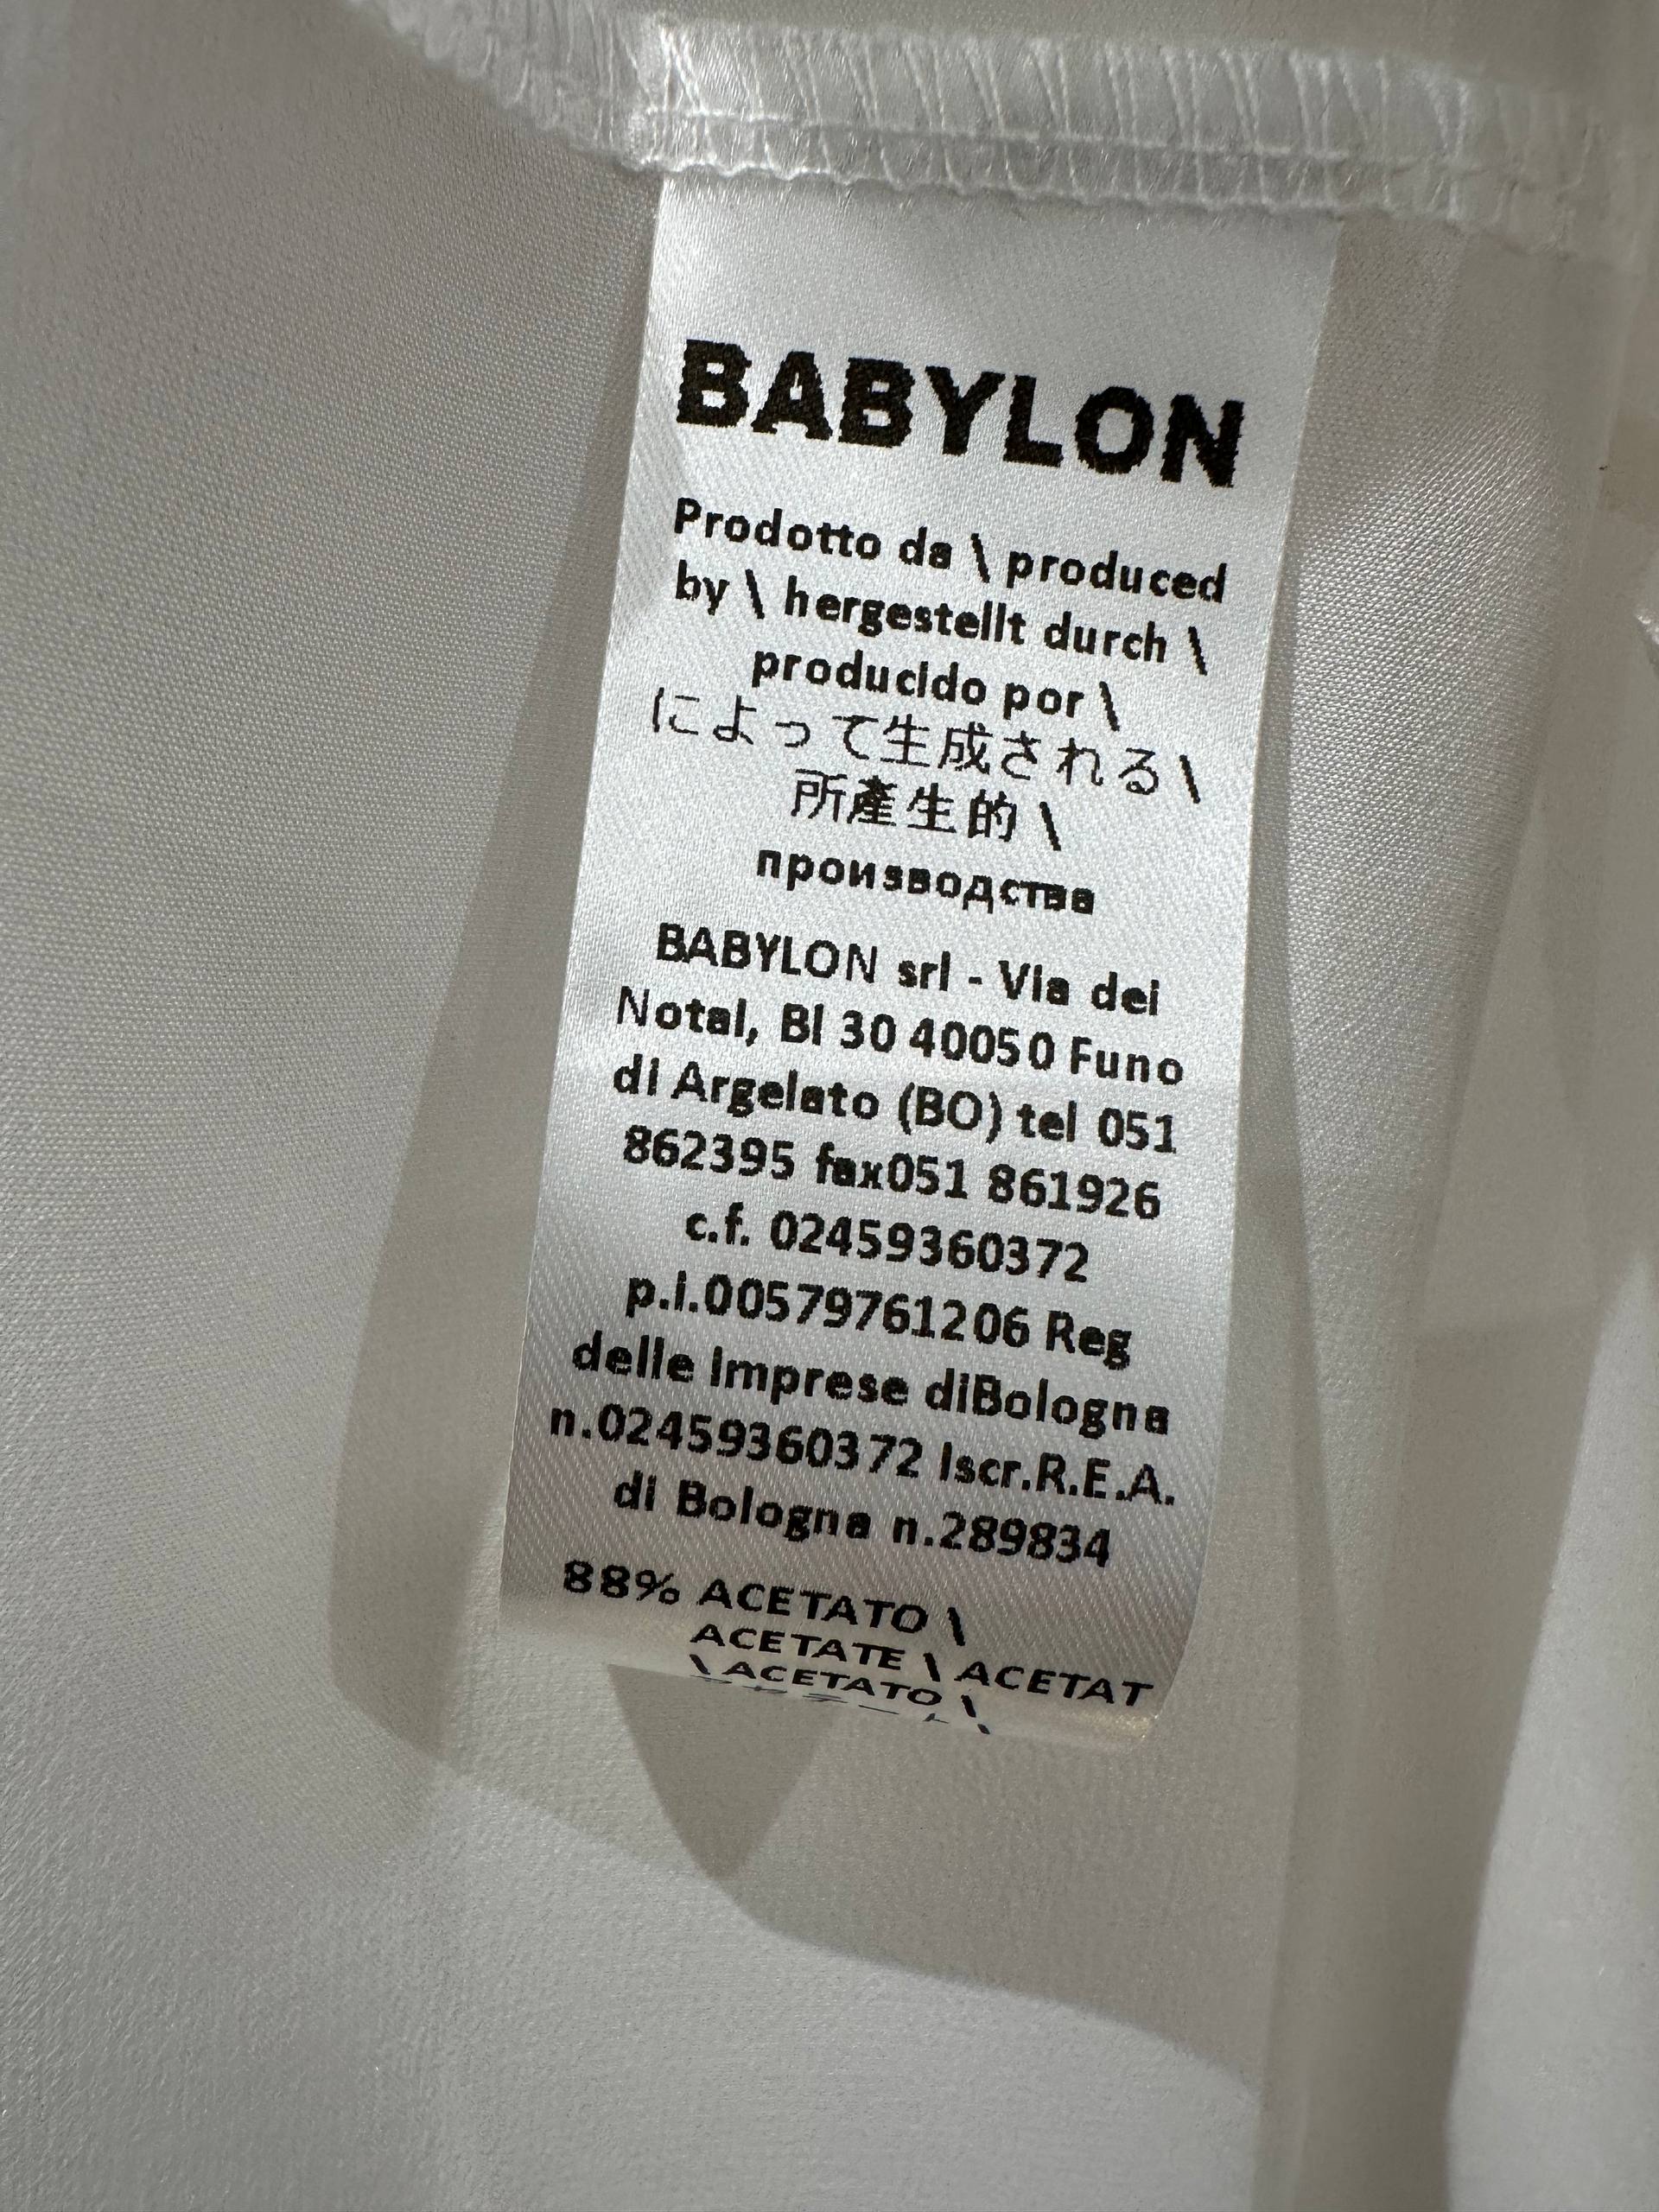 BABYLON
Prodotto da \ produced
by \ hergestellt durch \
producido por \
によって生成される\
所產生的 \
производства
BABYLON srl - Via dei
Notai, Bl 30 40050 Funo
di Argelato (BO) tel 051
862395 fax051 861926
c.f. 02459360372
p.i.00579761206 Reg
delle Imprese diBologna
n.02459360372 Iscr.R.E.A.
di Bologna n.289834
88% ACETATO \
ACETATE \ ACETAT
\ ACETATO \